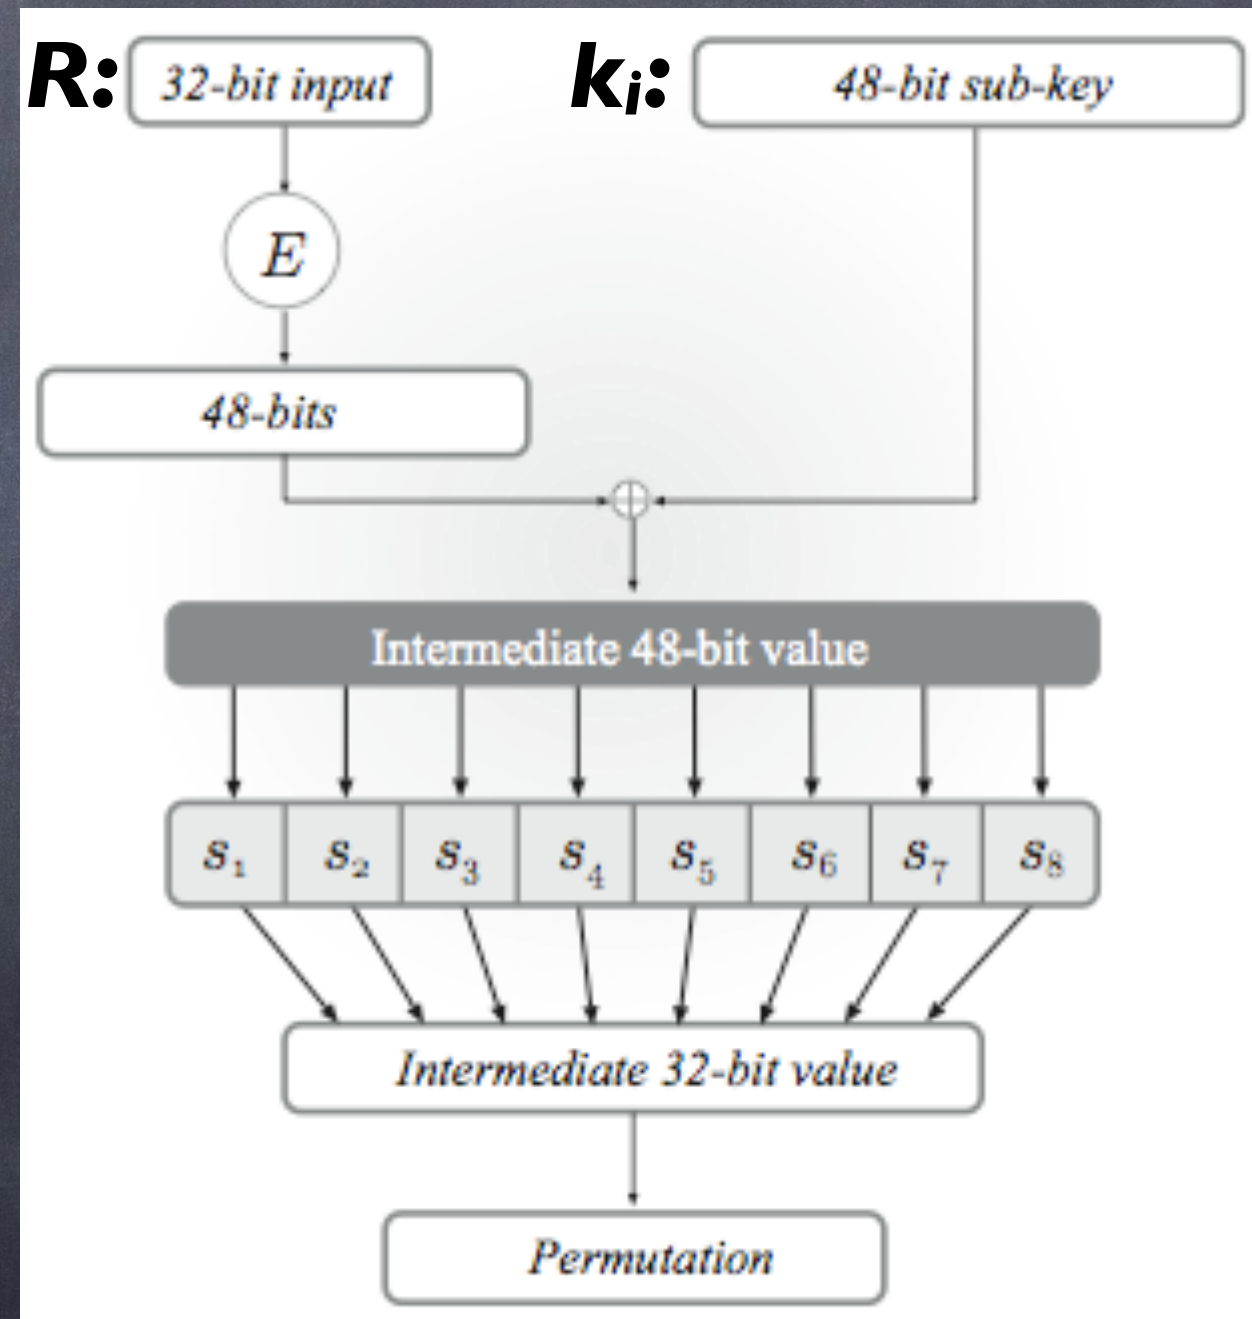 R: 32-bit input
kᵢ: 48-bit sub-key
E
48-bits
Intermediate 48-bit value
s₁ s₂ s₃ s₄ s₅ s₆ s₇ s₈
Intermediate 32-bit value
Permutation